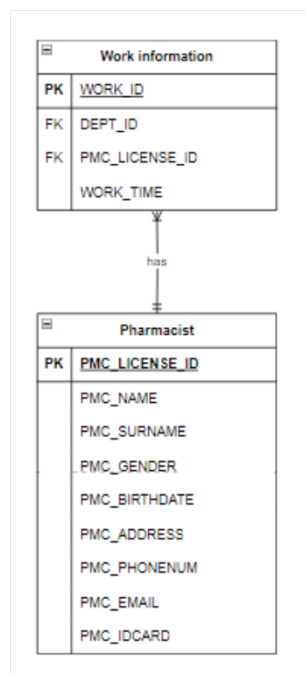 Work information
PK WORK_ID
FK DEPT_ID
FK PMC_LICENSE_ID
WORK_TIME
has
Pharmacist
PK PMC_LICENSE_ID
PMC_NAME
PMC_SURNAME
PMC_GENDER
PMC_BIRTHDATE
PMC_ADDRESS
PMC_PHONENUM
PMC_EMAIL
PMC_IDCARD